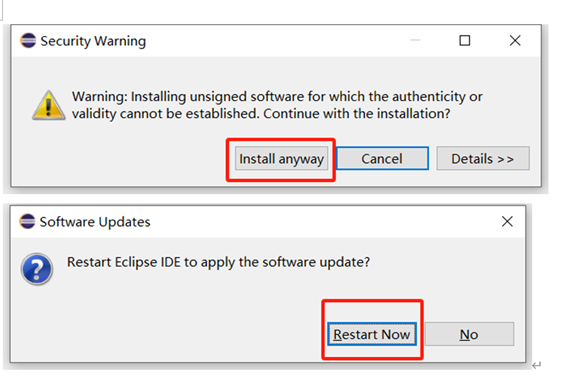 Security Warning
Warning: Installing unsigned software for which the authenticity or
validity cannot be established. Continue with the installation?
Install anyway Cancel Details >>
Software Updates
Restart Eclipse IDE to apply the software update?
Restart Now No